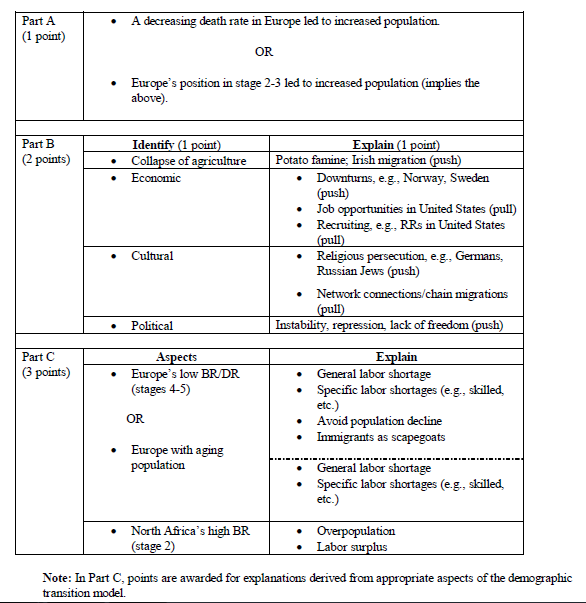 Part A
(1 point)
• A decreasing death rate in Europe led to increased population.
OR
• Europe's position in stage 2-3 led to increased population (implies the
above).
Part B
(2 points)
Identify (1 point)
Explain (1 point)
• Collapse of agriculture
Potato famine; Irish migration (push)
• Economic
• Downturns, e.g., Norway, Sweden
(push)
• Job opportunities in United States (pull)
• Recruiting, e.g., RRs in United States
(pull)
• Cultural
• Religious persecution, e.g., Germans,
Russian Jews (push)
• Network connections/chain migrations
(pull)
• Political
Instability, repression, lack of freedom (push)
Part C
(3 points)
Aspects
Explain
• Europe's low BR/DR
(stages 4-5)
OR
• Europe with aging
population
• General labor shortage
• Specific labor shortages (e.g., skilled,
etc.)
• Avoid population decline
• Immigrants as scapegoats
• General labor shortage
• Specific labor shortages (e.g., skilled,
etc.)
• North Africa's high BR
(stage 2)
• Overpopulation
• Labor surplus
Note: In Part C, points are awarded for explanations derived from appropriate aspects of the demographic
transition model.